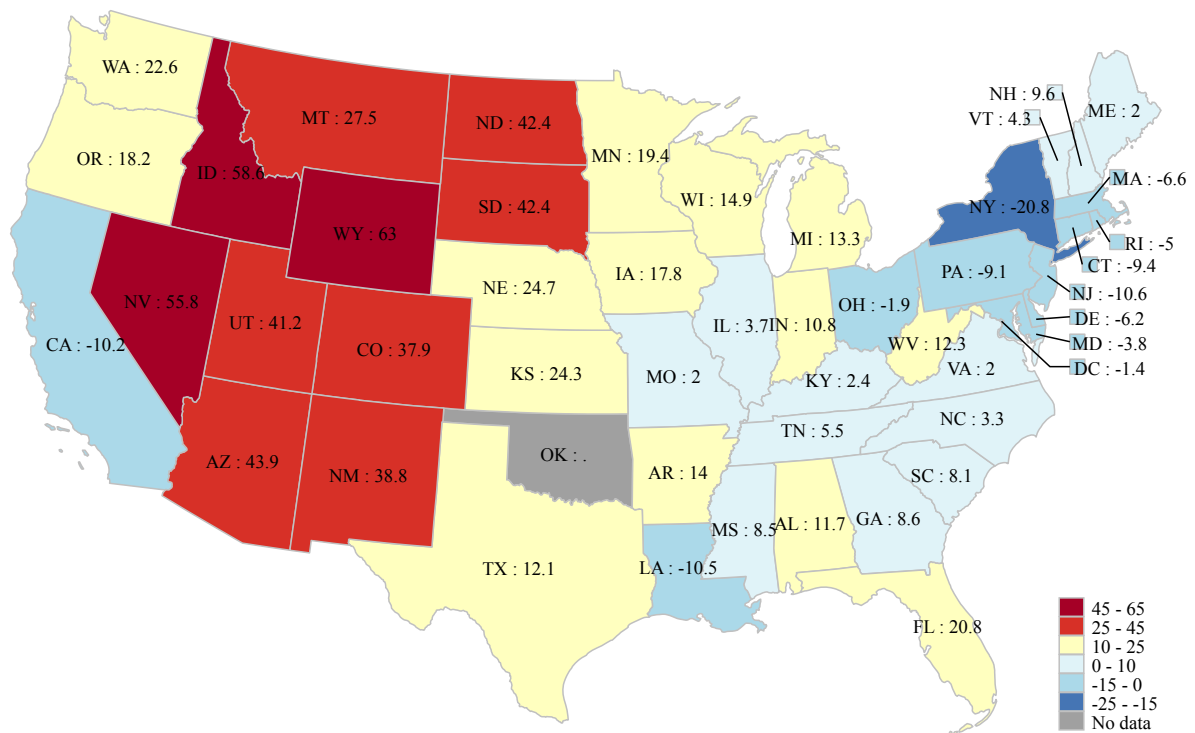 WA : 22.6
MT : 27.5
ND : 42.4
MN : 19.4
NH : 9.6
VT : 4.3
ME : 2
OR : 18.2
ID : 58.6
WY : 63
SD : 42.4
WI : 14.9
MI : 13.3
NY : -20.8
MA : -6.6
RI : -5
CT : -9.4
NV : 55.8
UT : 41.2
CO : 37.9
NE : 24.7
IA : 17.8
PA : -9.1
NJ : -10.6
CA : -10.2
KS : 24.3
MO : 2
IL : 3.7
IN : 10.8
OH : -1.9
WV : 12.3
DE : -6.2
MD : -3.8
DC : -1.4
VA : 2
KY : 2.4
AZ : 43.9
NM : 38.8
OK : .
AR : 14
TN : 5.5
NC : 3.3
SC : 8.1
TX : 12.1
LA : -10.5
MS : 8.5
AL : 11.7
GA : 8.6
FL : 20.8
45 - 65
25 - 45
10 - 25
0 - 10
-15 - 0
-25 - -15
No data